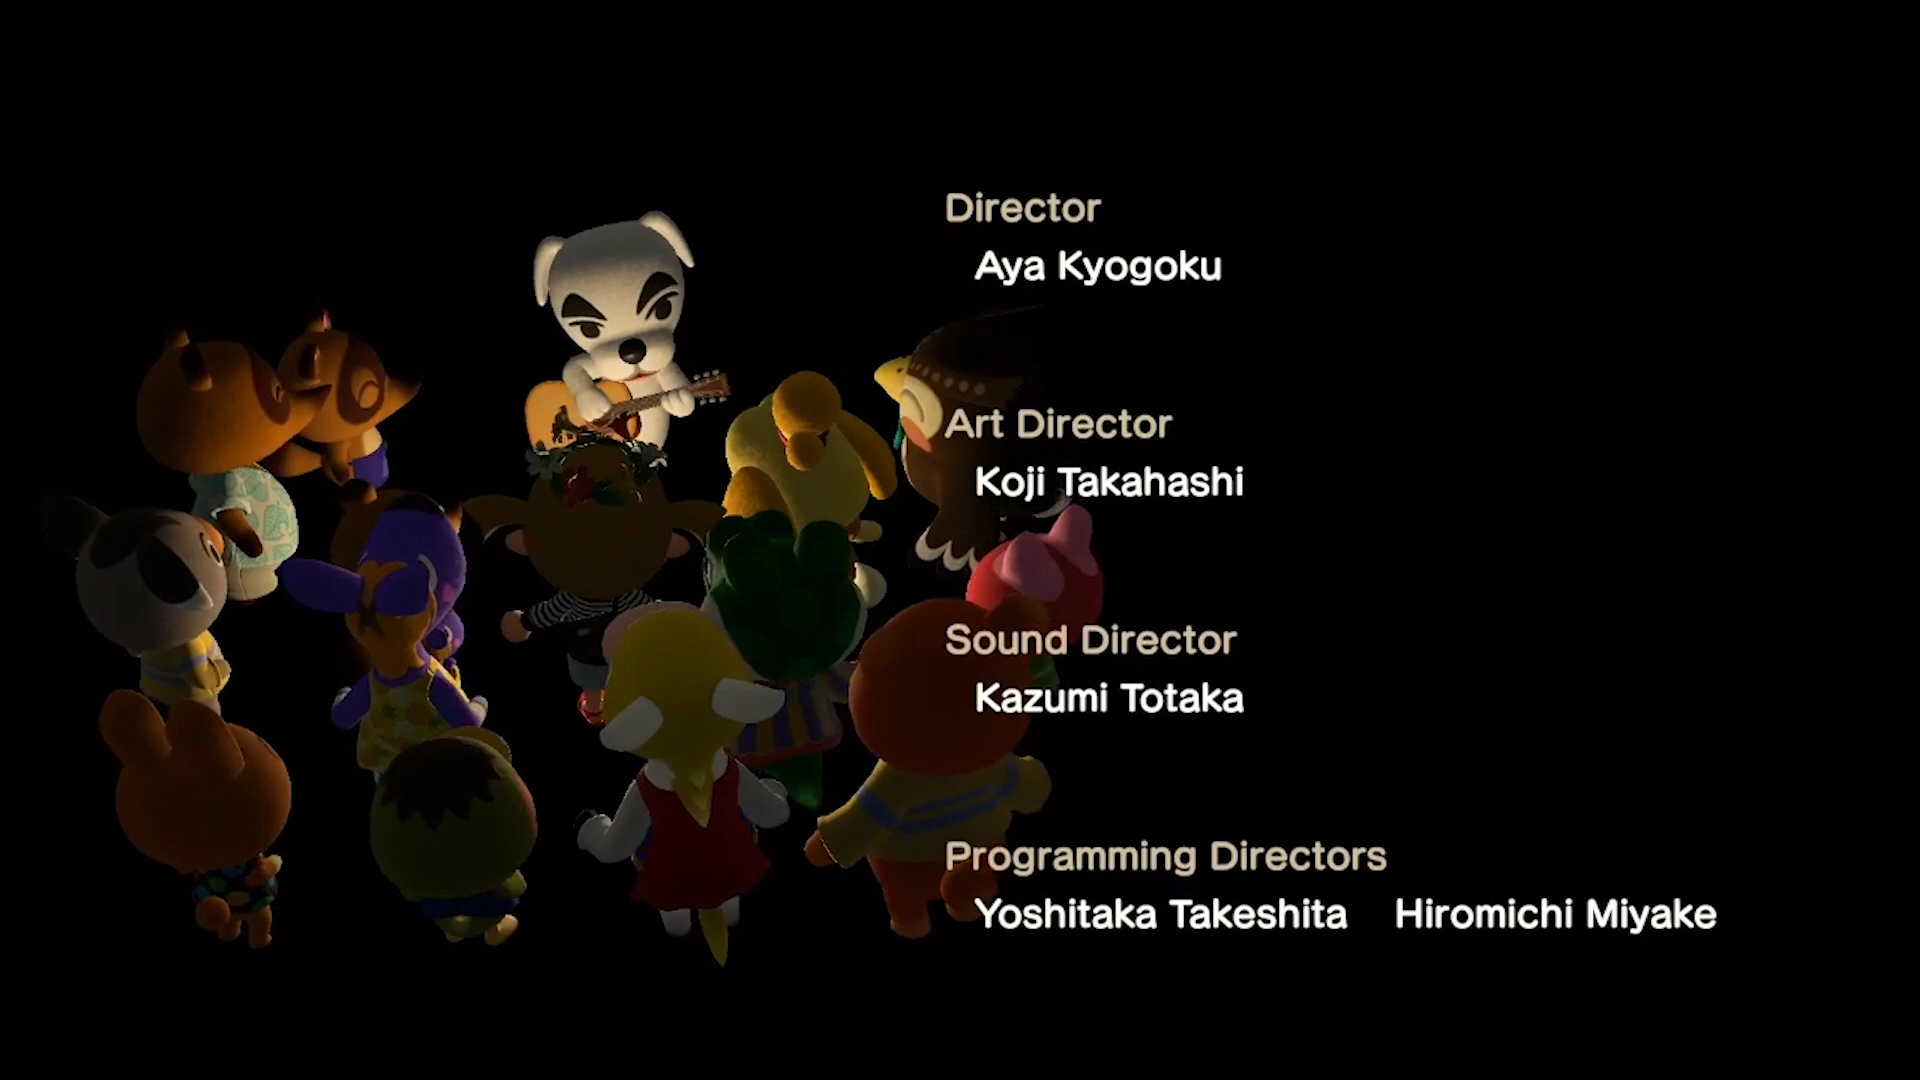 Director
Aya Kyogoku
Art Director
Koji Takahashi
Sound Director
Kazumi Totaka
Programming Directors
Yoshitaka Takeshita Hiromichi Miyake